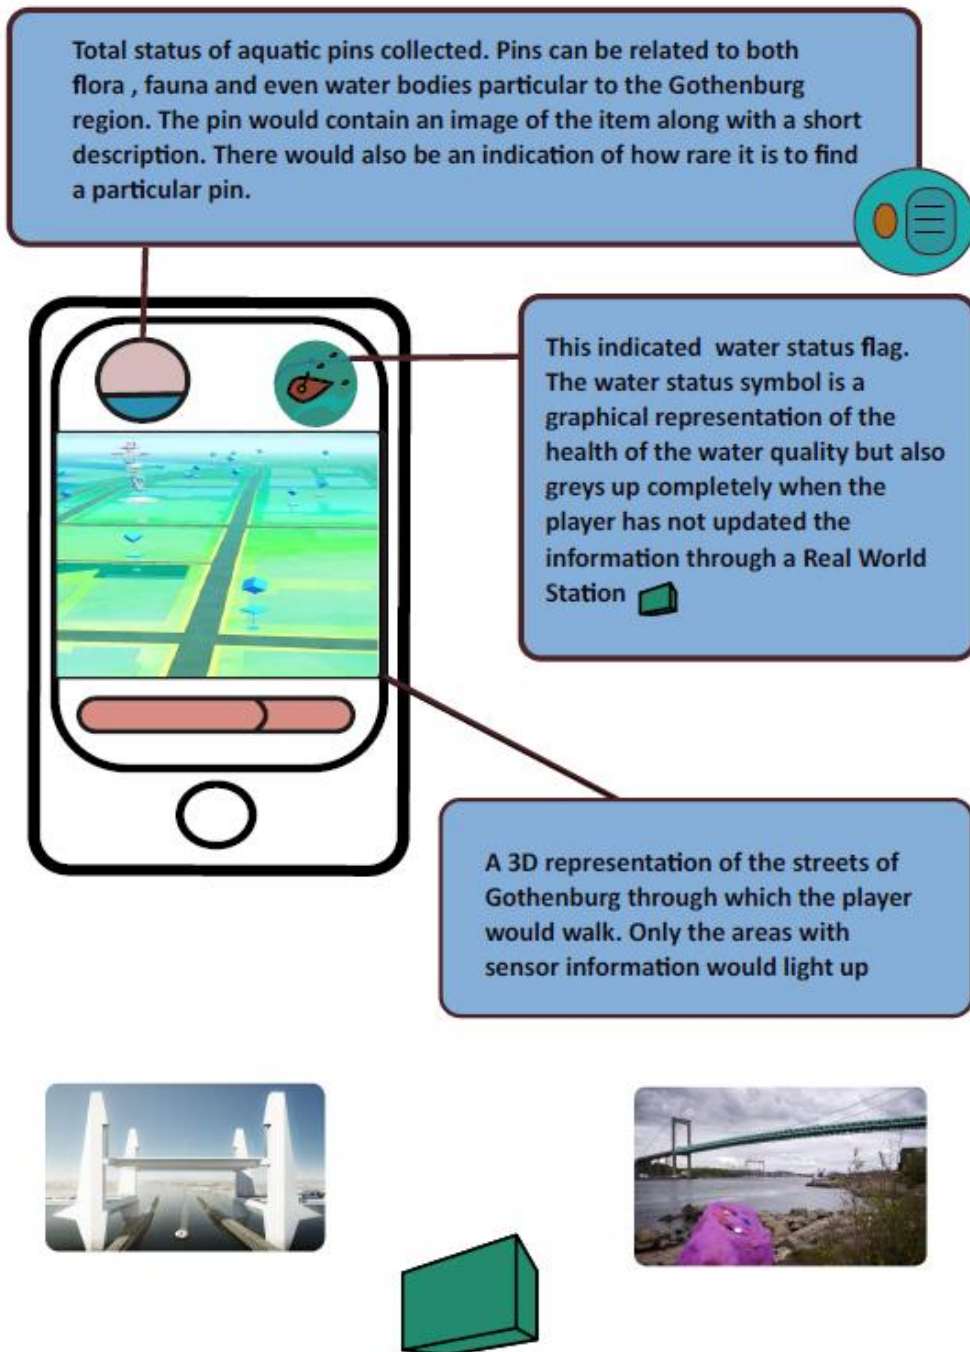 Total status of aquatic pins collected. Pins can be related to both
flora , fauna and even water bodies particular to the Gothenburg
region. The pin would contain an image of the item along with a short
description. There would also be an indication of how rare it is to find
a particular pin.
This indicated  water status flag.
The water status symbol is a
graphical representation of the
health of the water quality but also
greys up completely when the
player has not updated the
information through a Real World
Station
A 3D representation of the streets of
Gothenburg through which the player
would walk. Only the areas with
sensor information would light up